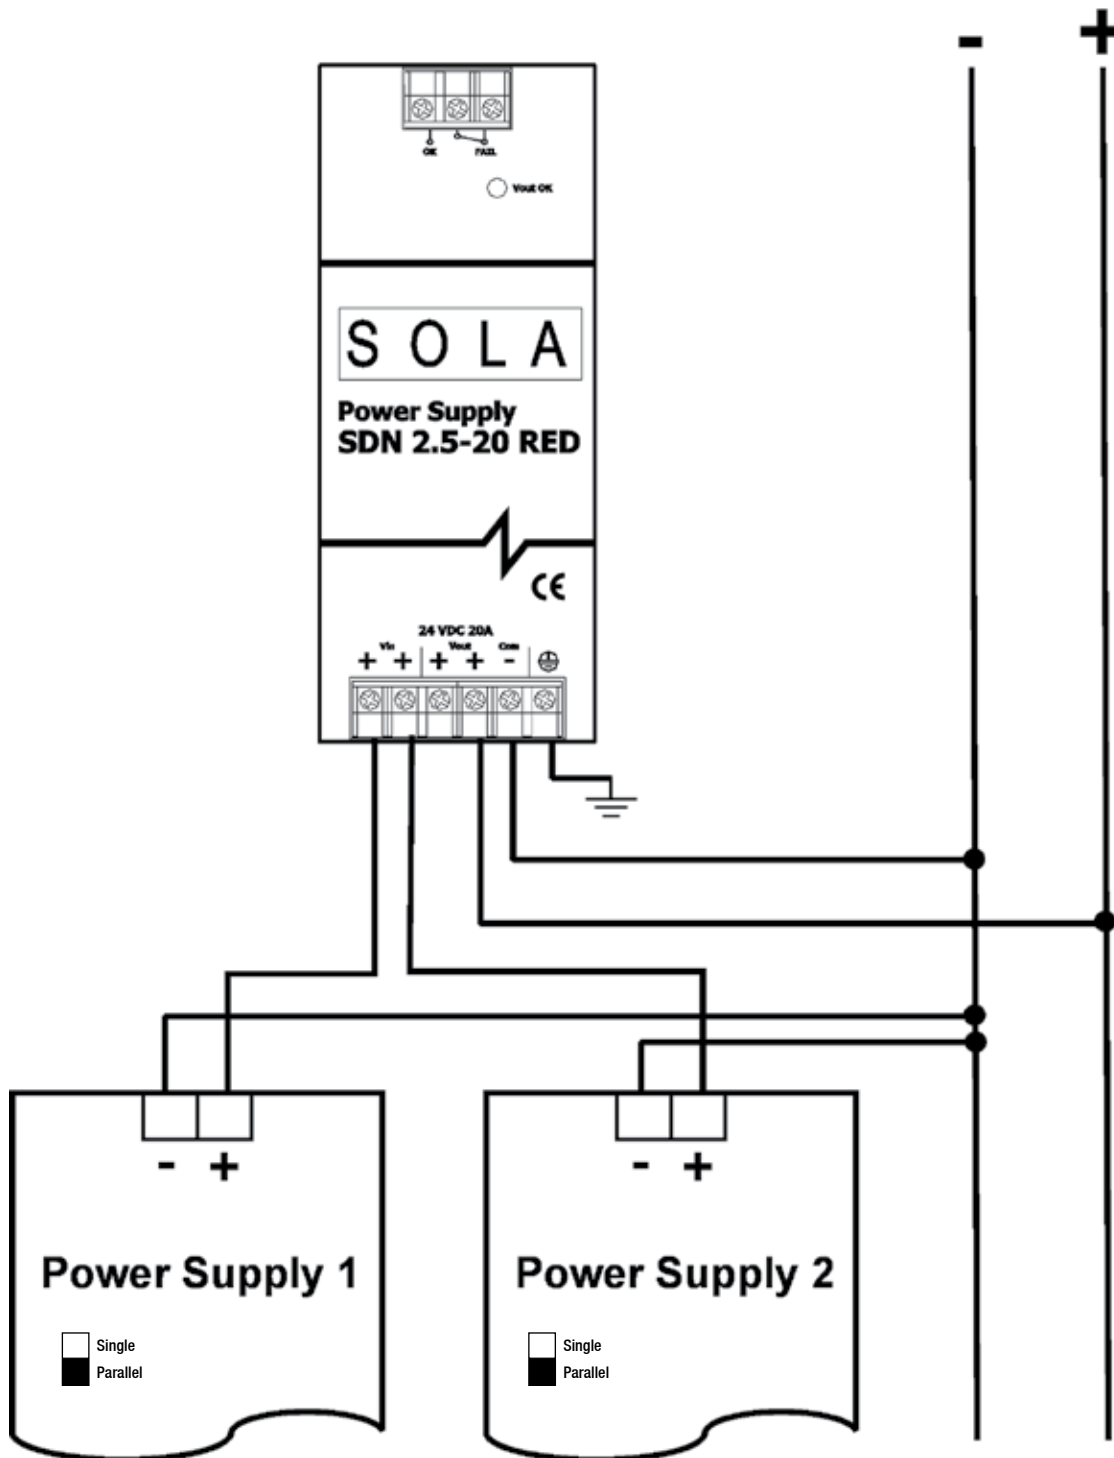 - +
OK FAIL
Vout OK
S O L A
Power Supply
SDN 2.5-20 RED
CE
24 VDC 20A
Vin Vout Com
+ + + + -
- +
Power Supply 1
Single
Parallel
- +
Power Supply 2
Single
Parallel